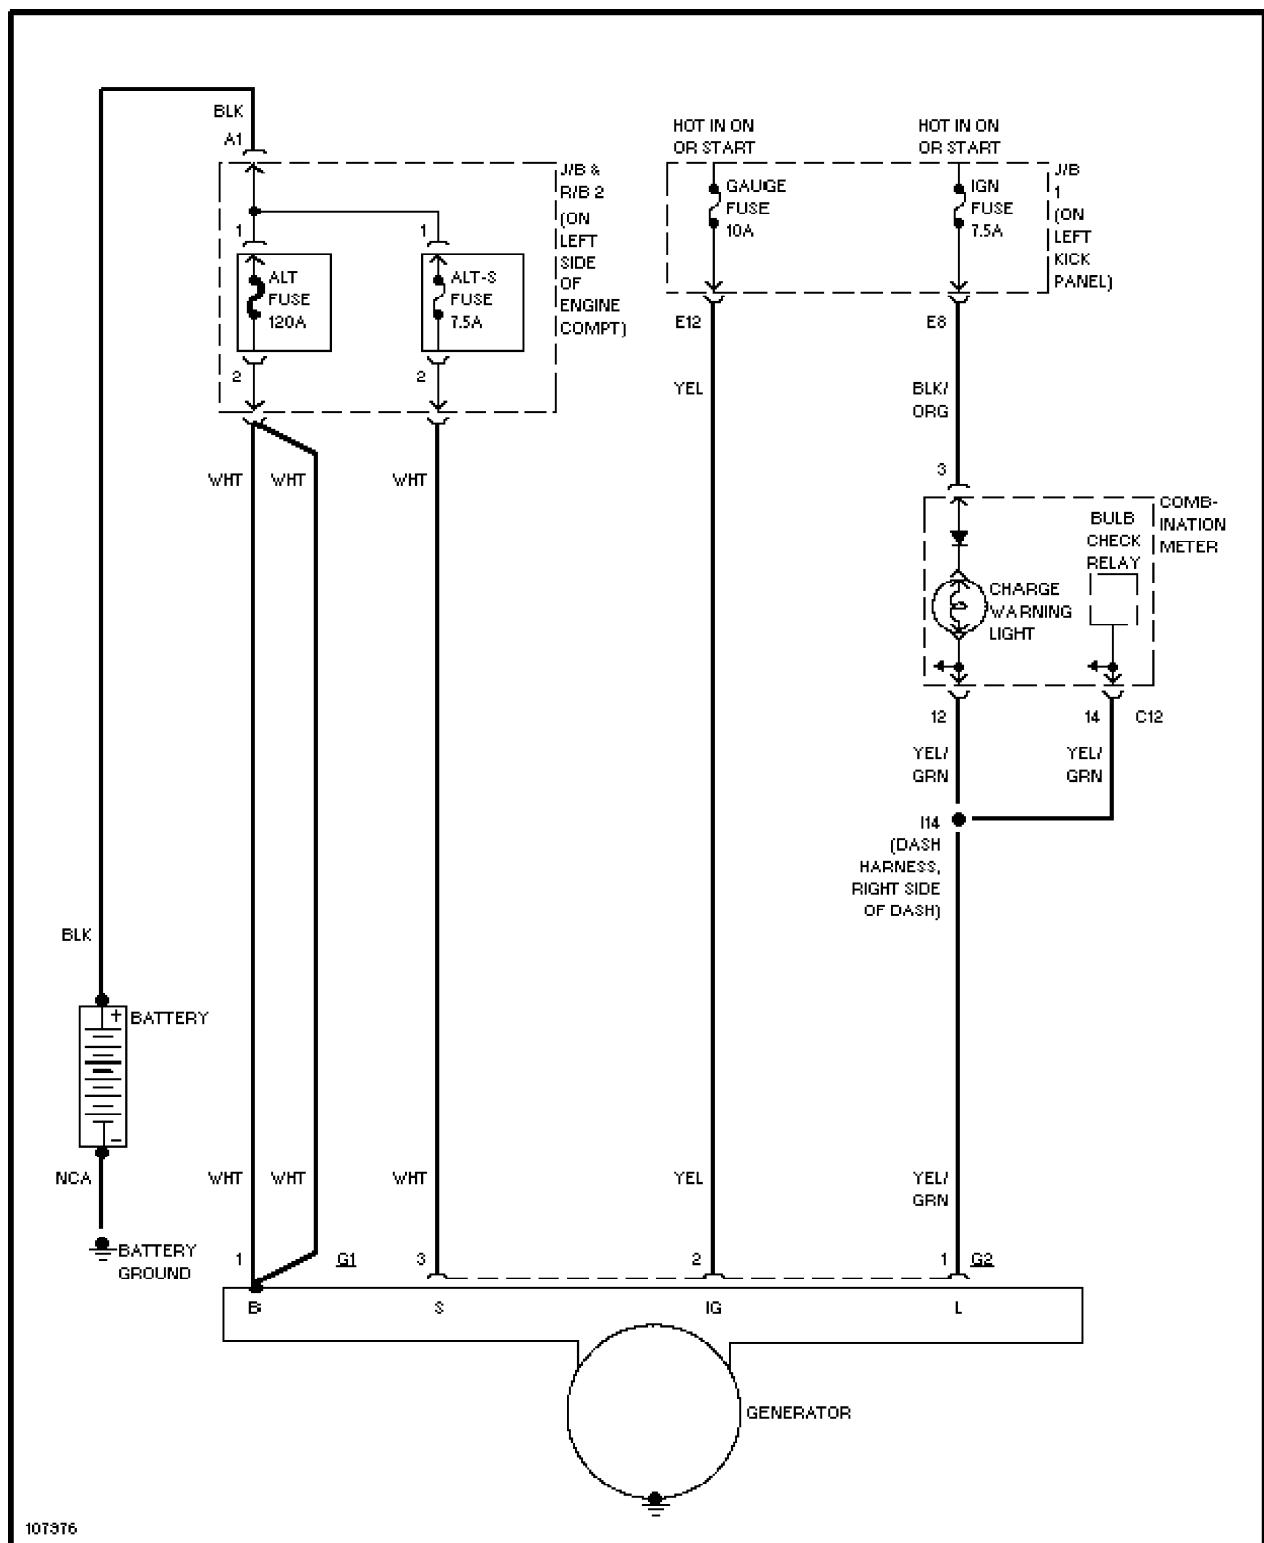 BLK
A1
J/B &
R/B 2
(ON
LEFT
SIDE
OF
ENGINE
COMPT)
1
1
ALT
FUSE
120A
ALT-S
FUSE
7.5A
2
2
HOT IN ON
OR START
HOT IN ON
OR START
GAUGE
FUSE
10A
IGN
FUSE
7.5A
J/B
1
(ON
LEFT
KICK
PANEL)
E12
E8
YEL
BLK/
ORG
WHT
WHT
WHT
3
COMB-
INATION
METER
BULB
CHECK
RELAY
CHARGE
WARNING
LIGHT
12
14
C12
YEL/
GRN
YEL/
GRN
I14
(DASH
HARNESS,
RIGHT SIDE
OF DASH)
BLK
+
BATTERY
-
NCA
WHT
WHT
WHT
YEL
YEL/
GRN
BATTERY
GROUND
1
G1
3
2
1
G2
B
S
IG
L
GENERATOR
107976